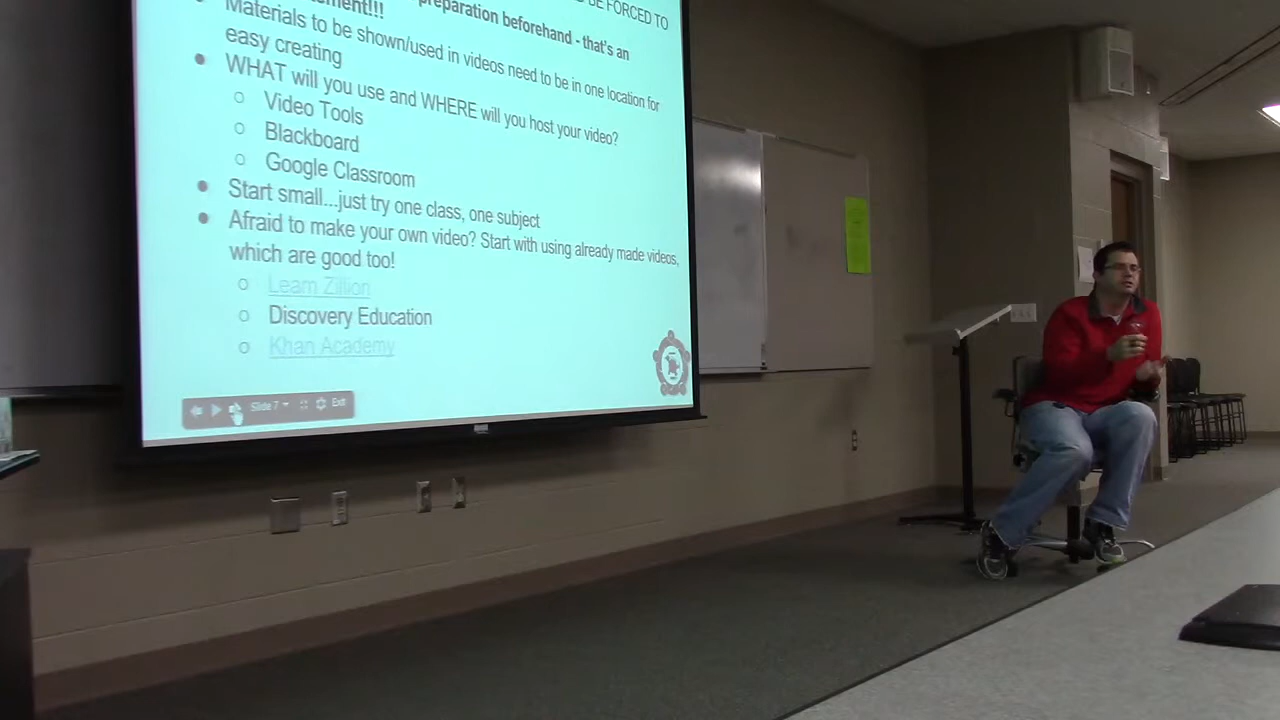 BE FORCED TO
preparation beforehand - that's an
Materials to be shown/used in videos need to be in one location for
easy creating
WHAT will you use and WHERE will you host your video?
Video Tools
Blackboard
Google Classroom
Start small...just try one class, one subject
Afraid to make your own video? Start with using already made videos,
which are good too!
Learn Zillion
Discovery Education
Khan Academy
Slide 7
Exit